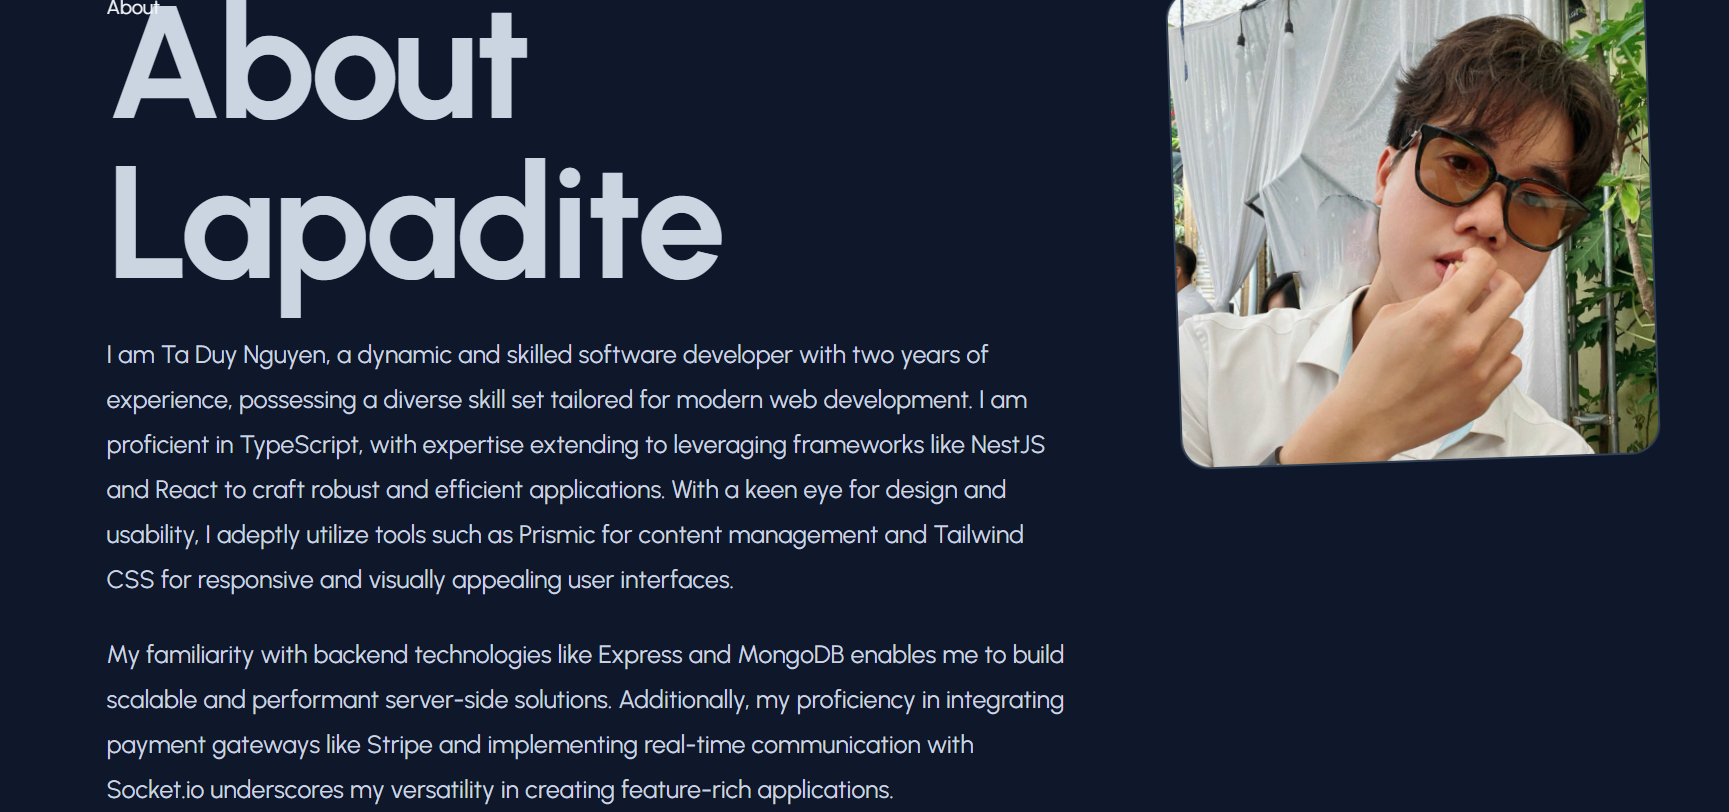 About
About
Lapadite
I am Ta Duy Nguyen, a dynamic and skilled software developer with two years of
experience, possessing a diverse skill set tailored for modern web development. I am
proficient in TypeScript, with expertise extending to leveraging frameworks like NestJS
and React to craft robust and efficient applications. With a keen eye for design and
usability, I adeptly utilize tools such as Prismic for content management and Tailwind
CSS for responsive and visually appealing user interfaces.
My familiarity with backend technologies like Express and MongoDB enables me to build
scalable and performant server-side solutions. Additionally, my proficiency in integrating
payment gateways like Stripe and implementing real-time communication with
Socket.io underscores my versatility in creating feature-rich applications.